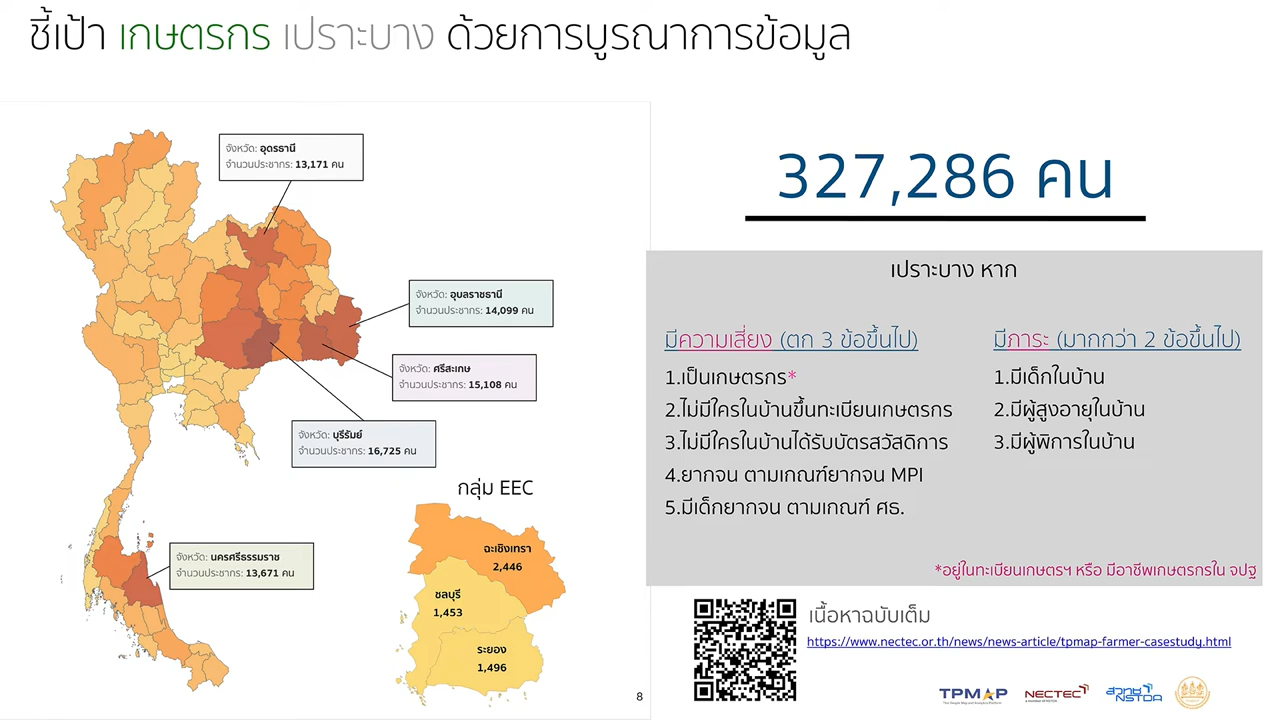 ชี้เป้า เกษตรกร เปราะบาง ด้วยการบูรณาการข้อมูล
จังหวัด: อุดรธานี
จำนวนประชากร: 13,171 คน
จังหวัด: อุบลราชธานี
จำนวนประชากร: 14,099 คน
จังหวัด: ศรีสะเกษ
จำนวนประชากร: 15,108 คน
จังหวัด: บุรีรัมย์
จำนวนประชากร: 16,725 คน
จังหวัด: นครศรีธรรมราช
จำนวนประชากร: 13,671 คน
กลุ่ม EEC
ฉะเชิงเทรา
2,446
ชลบุรี
1,453
ระยอง
1,496
8
327,286 คน
เปราะบาง หาก
มีความเสี่ยง (ตก 3 ข้อขึ้นไป)
1.เป็นเกษตรกร*
2.ไม่มีใครในบ้านขึ้นทะเบียนเกษตรกร
3.ไม่มีใครในบ้านได้รับบัตรสวัสดิการ
4.ยากจน ตามเกณฑ์ยากจน MPI
5.มีเด็กยากจน ตามเกณฑ์ ศธ.
มีภาระ (มากกว่า 2 ข้อขึ้นไป)
1.มีเด็กในบ้าน
2.มีผู้สูงอายุในบ้าน
3.มีผู้พิการในบ้าน
*อยู่ในทะเบียนเกษตรฯ หรือ มีอาชีพเกษตรกรใน จปฐ
เนื้อหาฉบับเต็ม
https://www.nectec.or.th/news/news-article/tpmap-farmer-casestudy.html
TPMAP
NECTEC
สวทช
NSTDA